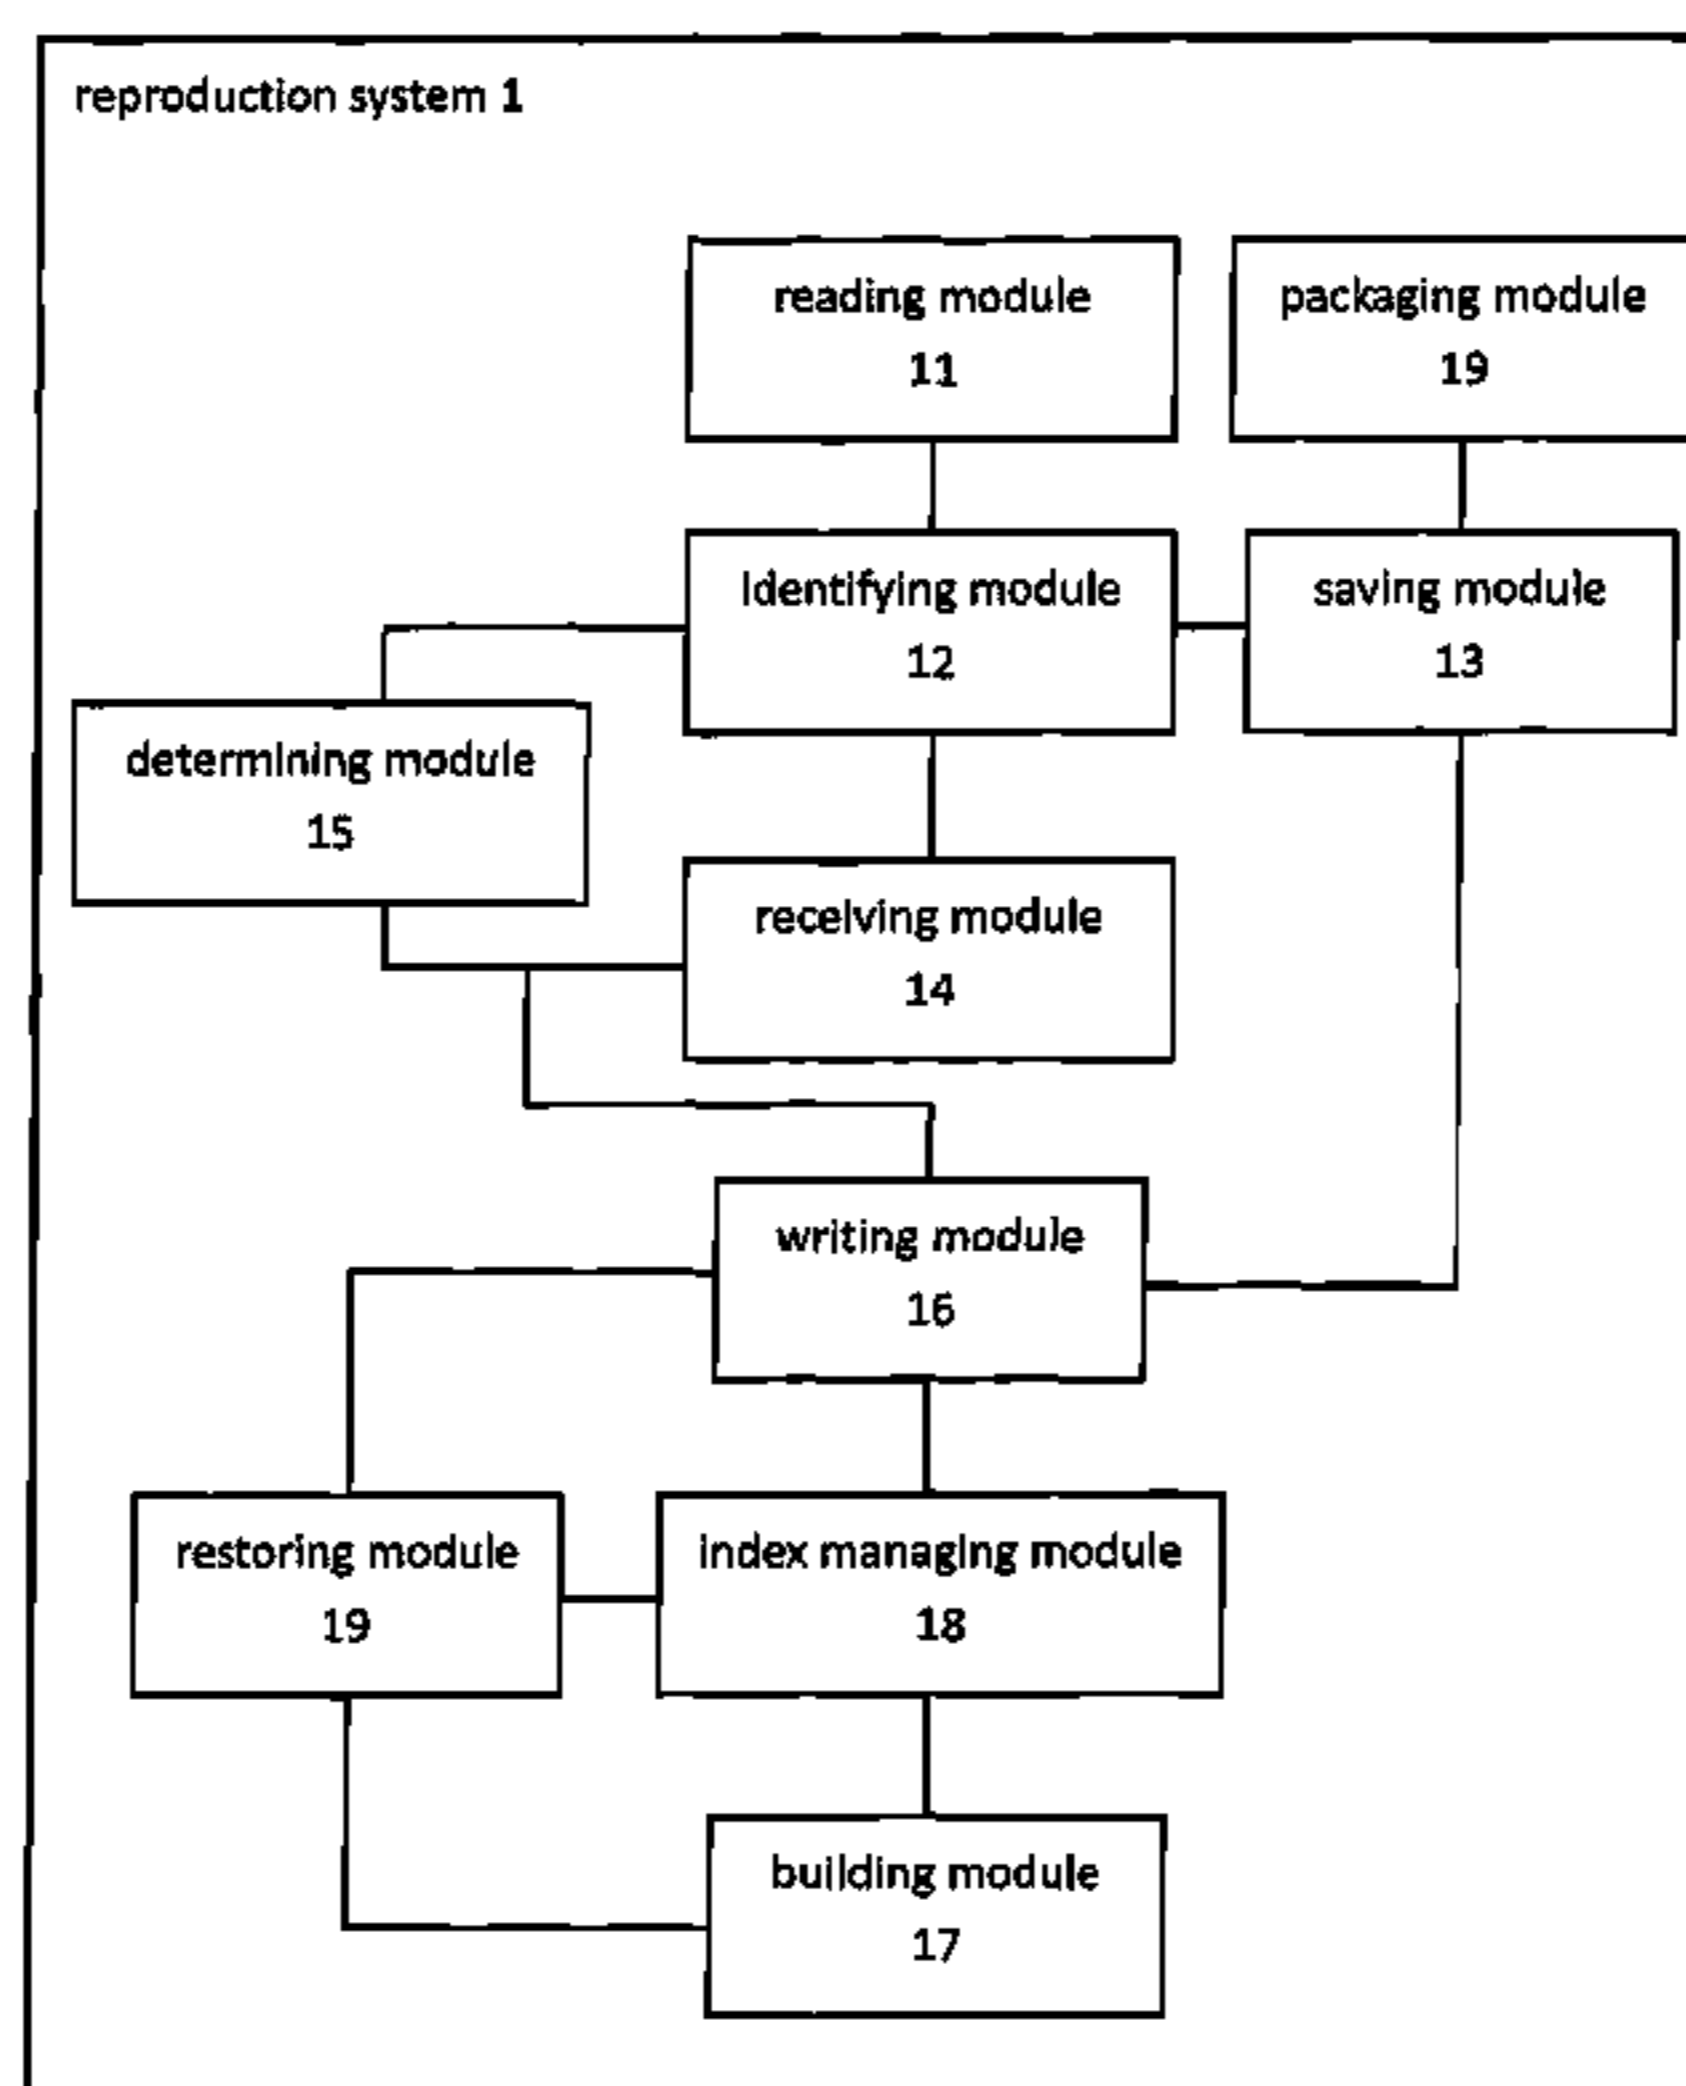 reproduction system 1
reading module
11
packaging module
19
identifying module
12
saving module
13
determining module
15
receiving module
14
writing module
16
restoring module
19
index managing module
18
building module
17